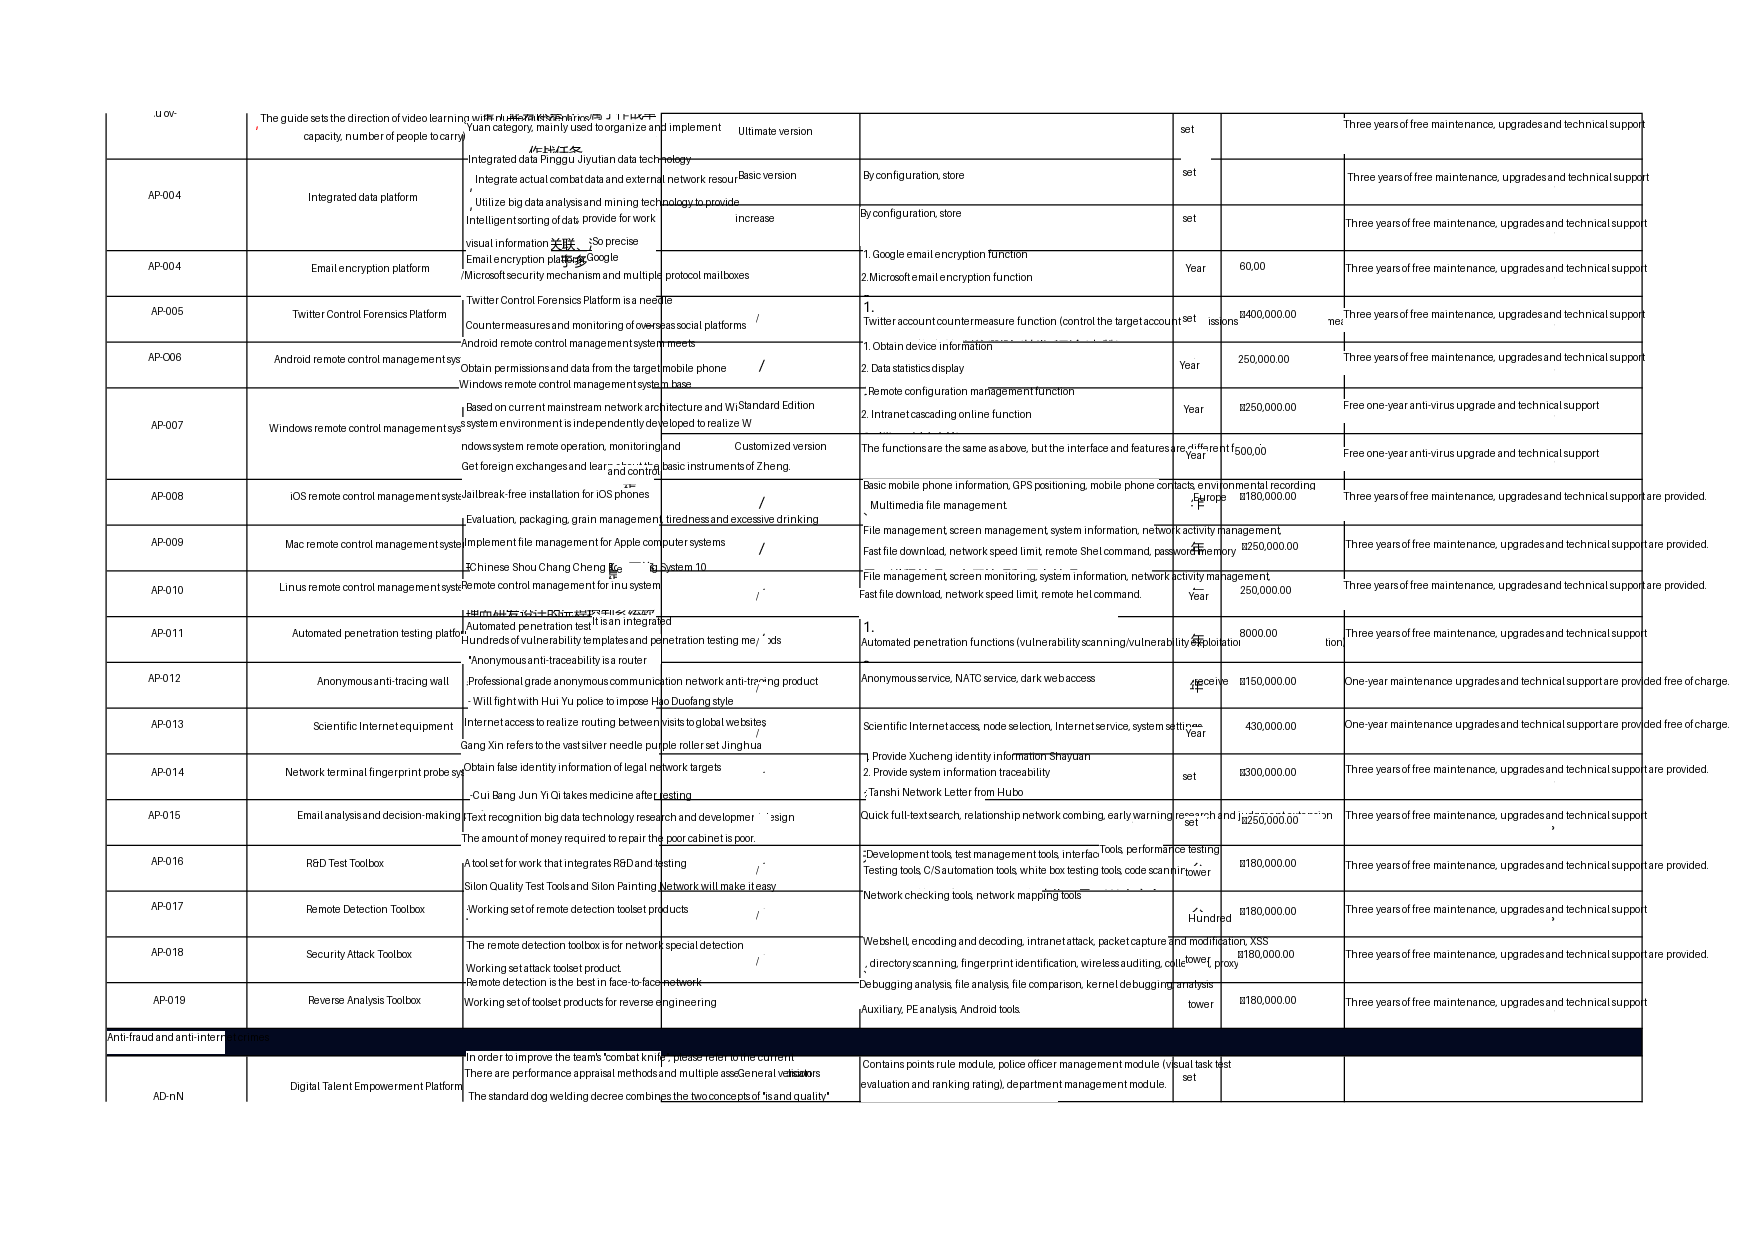 The guide sets the direction of video learning with
capacity, number of people to carry
Yuan category, mainly used to organize and implement
Ultimate version
set
Three years of free maintenance, upgrades and technical support
AP-004
Integrated data platform
Integrated data Pinggu Jiyutian data technology
Integrate actual combat data and external network resour
Utilize big data analysis and mining technology to provide
Basic version
By configuration, store
set
Three years of free maintenance, upgrades and technical support
Intelligent sorting of data provide for work
visual information 关联、 So precise
increase
By configuration, store
set
Three years of free maintenance, upgrades and technical support
AP-004
Email encryption platform
Email encryption platform Google
/Microsoft security mechanism and multiple protocol mailboxes
1. Google email encryption function
2.Microsoft email encryption function
Year
60,00
Three years of free maintenance, upgrades and technical support
AP-005
Twitter Control Forensics Platform
Twitter Control Forensics Platform is a needle
Countermeasures and monitoring of overseas social platforms
/
1.
Twitter account countermeasure function (control the target account issions mea
set
400,000.00
Three years of free maintenance, upgrades and technical support
AP-O06
Android remote control management sys
Android remote control management system meets
Obtain permissions and data from the target mobile phone
/
1. Obtain device information
2. Data statistics display
Year
250,000.00
Three years of free maintenance, upgrades and technical support
AP-007
Windows remote control management sys
Windows remote control management system base
Based on current mainstream network architecture and Wi
s system environment is independently developed to realize W
Standard Edition
Remote configuration management function
2. Intranet cascading online function
Year
250,000.00
Free one-year anti-virus upgrade and technical support
ndows system remote operation, monitoring and
Get foreign exchanges and learn about the basic instruments of Zheng.
and control
Customized version
The functions are the same as above, but the interface and features are different f
Year
500,00
Free one-year anti-virus upgrade and technical support
AP-008
iOS remote control management syste
Jailbreak-free installation for iOS phones
Evaluation, packaging, grain management, tiredness and excessive drinking
/
Basic mobile phone information, GPS positioning, mobile phone contacts, environmental recording
Multimedia file management.
Europe
年
180,000.00
Three years of free maintenance, upgrades and technical support are provided.
AP-009
Mac remote control management syste
Implement file management for Apple computer systems
Chinese Shou Chang Cheng System 10
/
File management, screen management, system information, network activity management,
Fast file download, network speed limit, remote Shel command, password memory
年
250,000.00
Three years of free maintenance, upgrades and technical support are provided.
AP-010
Linus remote control management syste
Remote control management for inu system
/
File management, screen monitoring, system information, network activity management,
Fast file download, network speed limit, remote hel command.
Year
250,000.00
Three years of free maintenance, upgrades and technical support are provided.
AP-011
Automated penetration testing platfo
Automated penetration test It is an integrated
Hundreds of vulnerability templates and penetration testing me ods
/
1.
Automated penetration functions (vulnerability scanning/vulnerability exploitation tion,
年
8000.00
Three years of free maintenance, upgrades and technical support
AP-012
Anonymous anti-tracing wall
"Anonymous anti-traceability is a router
Professional grade anonymous communication network anti-tracing product
- Will fight with Hui Yu police to impose Hao Duofang style
/
Anonymous service, NATC service, dark web access
receive
年
150,000.00
One-year maintenance upgrades and technical support are provided free of charge.
AP-013
Scientific Internet equipment
Internet access to realize routing between visits to global websites
Gang Xin refers to the vast silver needle purple roller set Jinghua
/
Scientific Internet access, node selection, Internet service, system settings
Year
430,000.00
One-year maintenance upgrades and technical support are provided free of charge.
AP-014
Network terminal fingerprint probe sys
Obtain false identity information of legal network targets
-Cui Bang Jun Yi Qi takes medicine after resting
Provide Xucheng identity information Shayuan
2. Provide system information traceability
Tanshi Network Letter from Hubo
set
300,000.00
Three years of free maintenance, upgrades and technical support are provided.
AP-015
Email analysis and decision-making
Text recognition big data technology research and developmen esign
The amount of money required to repair the poor cabinet is poor.
Quick full-text search, relationship network combing, early warning research and judgment extension
set
250,000.00
Three years of free maintenance, upgrades and technical support
AP-016
R&D Test Toolbox
A tool set for work that integrates R&D and testing
Silon Quality Test Tools and Silon Painting Network will make it easy
/
Development tools, test management tools, interfac Tools, performance testing
Testing tools, C/S automation tools, white box testing tools, code scannin
tower
180,000.00
Three years of free maintenance, upgrades and technical support are provided.
AP-017
Remote Detection Toolbox
Working set of remote detection toolset products
/
Network checking tools, network mapping tools
Hundred
180,000.00
Three years of free maintenance, upgrades and technical support
AP-018
Security Attack Toolbox
The remote detection toolbox is for network special detection
Working set attack toolset product.
/
Webshell, encoding and decoding, intranet attack, packet capture and modification, XSS
, directory scanning, fingerprint identification, wireless auditing, colle , proxy
tower
180,000.00
Three years of free maintenance, upgrades and technical support are provided.
AP-019
Reverse Analysis Toolbox
Remote detection is the best in face-to-face network
Working set of toolset products for reverse engineering
Debugging analysis, file analysis, file comparison, kernel debugging, analysis
Auxiliary, PE analysis, Android tools.
tower
180,000.00
Three years of free maintenance, upgrades and technical support
Anti-fraud and anti-intern
AD-nN
Digital Talent Empowerment Platform
In order to improve the team's "combat knife", please refer to the current
There are performance appraisal methods and multiple asse
The standard dog welding decree combines the two concepts of "is and quality"
General version
Contains points rule module, police officer management module (visual task test
evaluation and ranking rating), department management module.
set